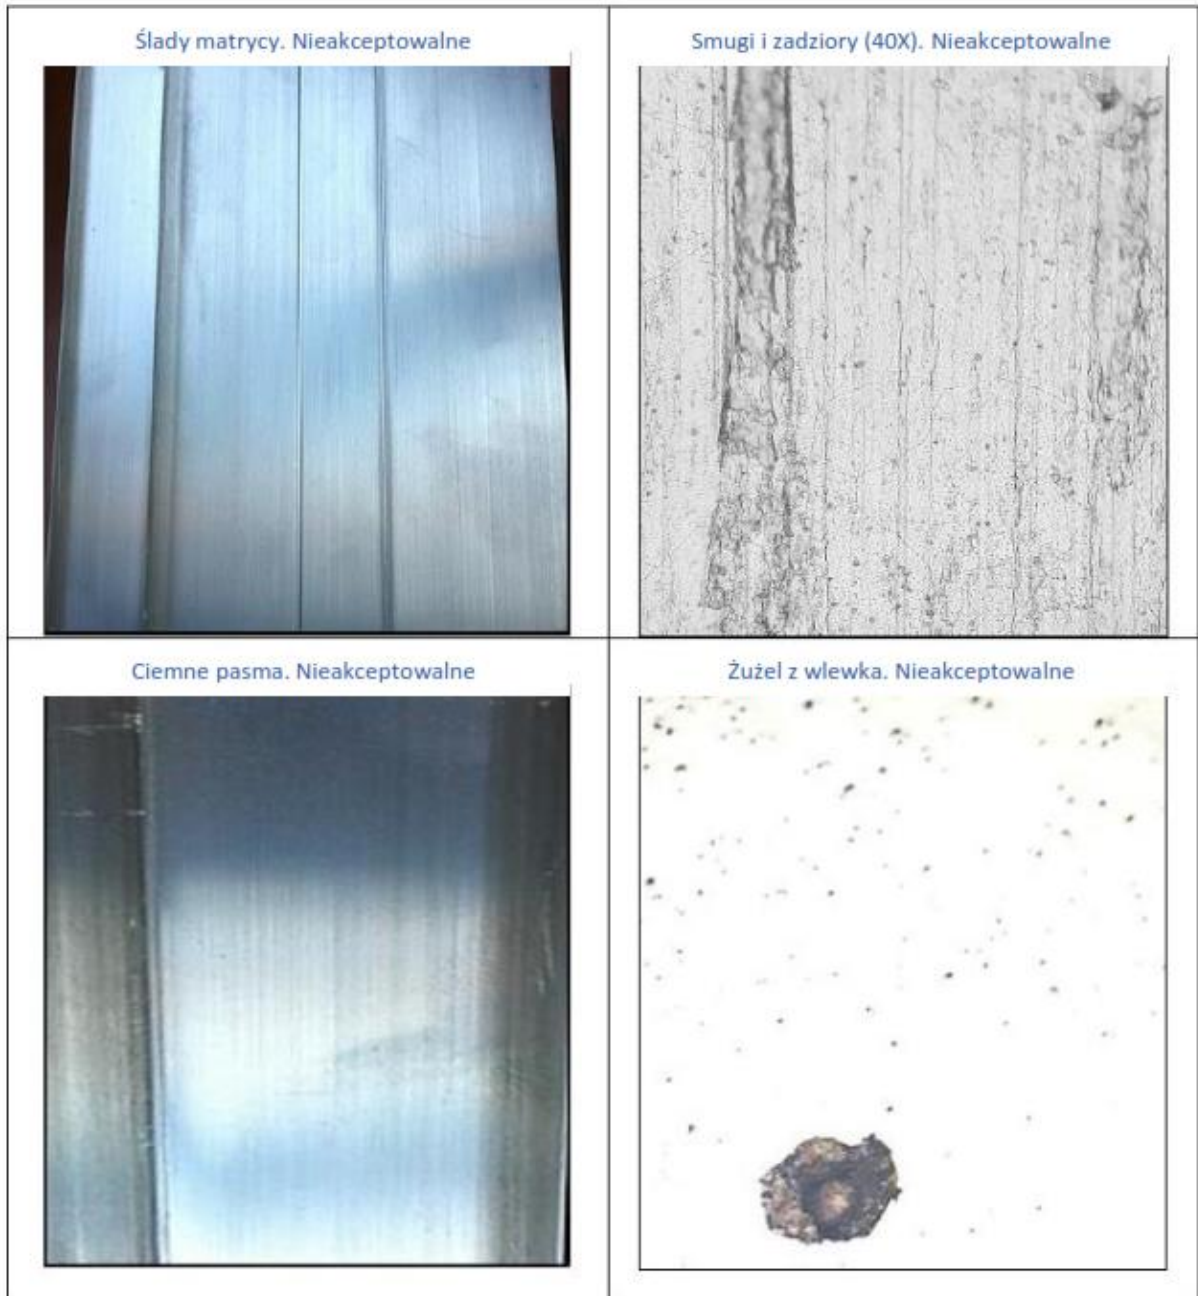 Ślady matrycy. Nieakceptowalne
Smugi i zadziory (40X). Nieakceptowalne
Ciemne pasma. Nieakceptowalne
Żużel z wlewka. Nieakceptowalne